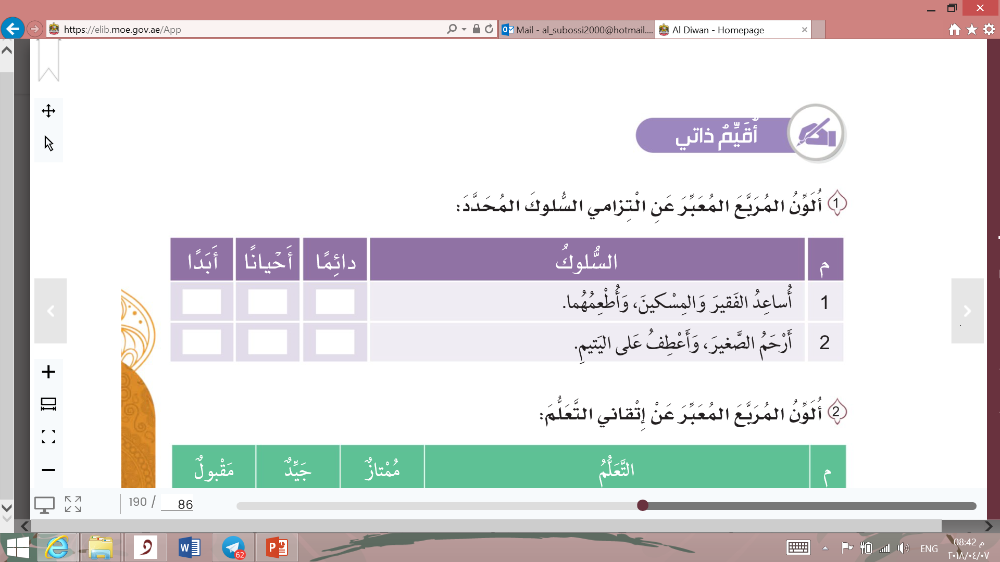 https://elib.moe.gov.ae/App
Mail - al_subossi2000@hotmail....
Al Diwan - Homepage
أُقَيِّمُ ذاتي
1 أُلَوِّنُ المُرَبَّعَ المُعَبِّرَ عَنِ الْتِزامي السُّلوكَ المُحَدَّدَ:
م السُّلوكُ دائِمًا أَحْيانًا أَبَدًا
1 أُساعِدُ الفَقيرَ وَالمِسْكينَ، وَأُطْعِمُهُما.
2 أَرْحَمُ الصَّغيرَ، وَأَعْطِفُ عَلى اليَتيمِ.
2 أُلَوِّنُ المُرَبَّعَ المُعَبِّرَ عَنْ إِتْقاني التَّعَلُّمَ:
م التَّعَلُّمُ مُمْتازٌ جَيِّدٌ مَقْبولٌ
190 / 86
62
ENG
08:42 م
٢٠١٨/٠٤/٠٧